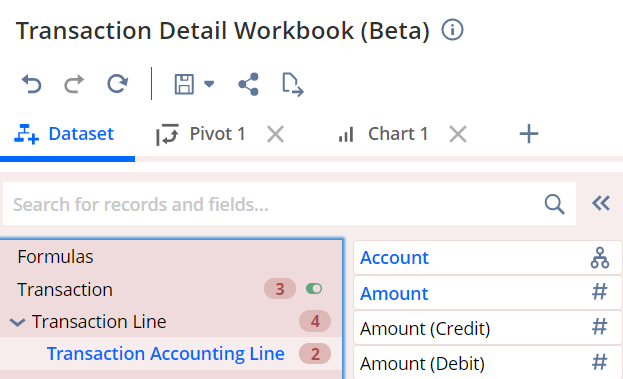 Transaction Detail Workbook (Beta)
Dataset Pivot 1 Chart 1
Search for records and fields...
Formulas
Transaction 3
Transaction Line 4
Transaction Accounting Line 2
Account
Amount
Amount (Credit)
Amount (Debit)